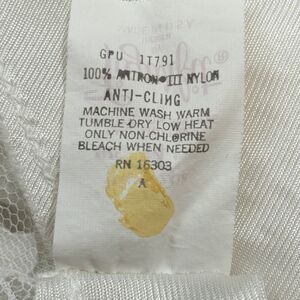 GPU 1T791
100% ANTRON III NYLON
ANTI-CLING
MACHINE WASH WARM
TUMBLE DRY LOW HEAT
ONLY NON-CHLORINE
BLEACH WHEN NEEDED
RN 16303
A